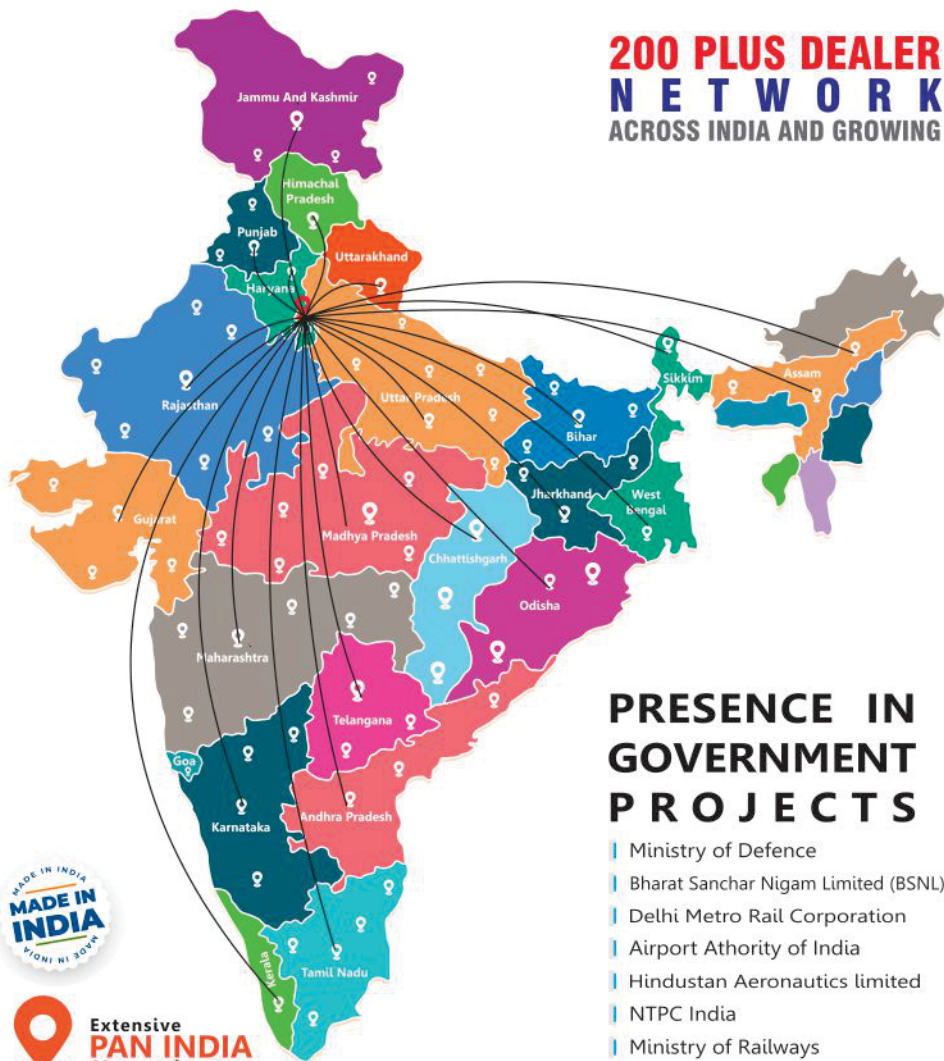 200 PLUS DEALER
NETWORK
ACROSS INDIA AND GROWING
Jammu And Kashmir
Himachal
Pradesh
Punjab
Uttarakhand
Haryana
Rajasthan
Uttar Pradesh
Bihar
Sikkim
Assam
Gujarat
Madhya Pradesh
Jharkhand
West
Bengal
Chhattishgarh
Odisha
Maharashtra
Telangana
Goa
Karnataka
Andhra Pradesh
Kerala
Tamil Nadu
PRESENCE IN
GOVERNMENT
PROJECTS
Ministry of Defence
Bharat Sanchar Nigam Limited (BSNL)
Delhi Metro Rail Corporation
Airport Athority of India
Hindustan Aeronautics limited
NTPC India
Ministry of Railways
MADE IN INDIA
MADE IN
INDIA
MADE IN INDIA
Extensive
PAN INDIA